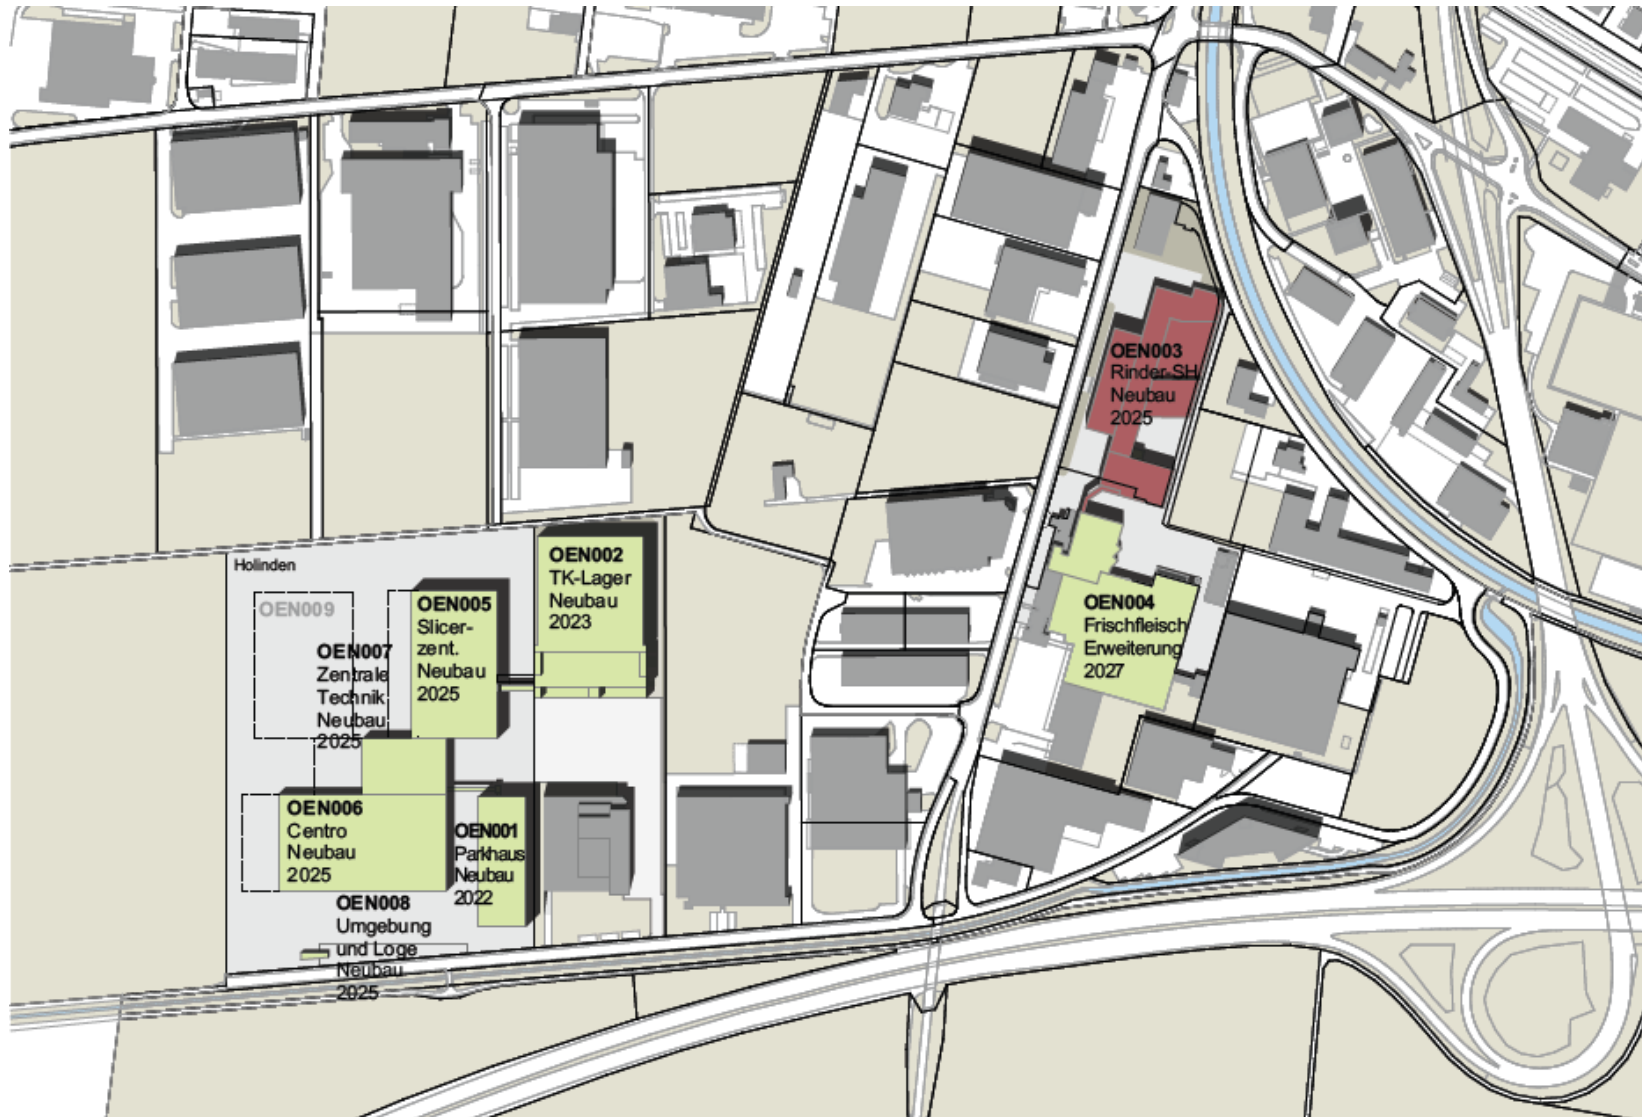 OEN003
Rinder-SH
Neubau
2025
Holinden
OEN002
TK-Lager
Neubau
2023
OEN009
OEN005
Slicer-
zent.
Neubau
2025
OEN007
Zentrale
Technik
Neubau
2025
OEN004
Frischfleisch
Erweiterung
2027
OEN006
Centro
Neubau
2025
OEN001
Parkhaus
Neubau
2022
OEN008
Umgebung
und Loge
Neubau
2025